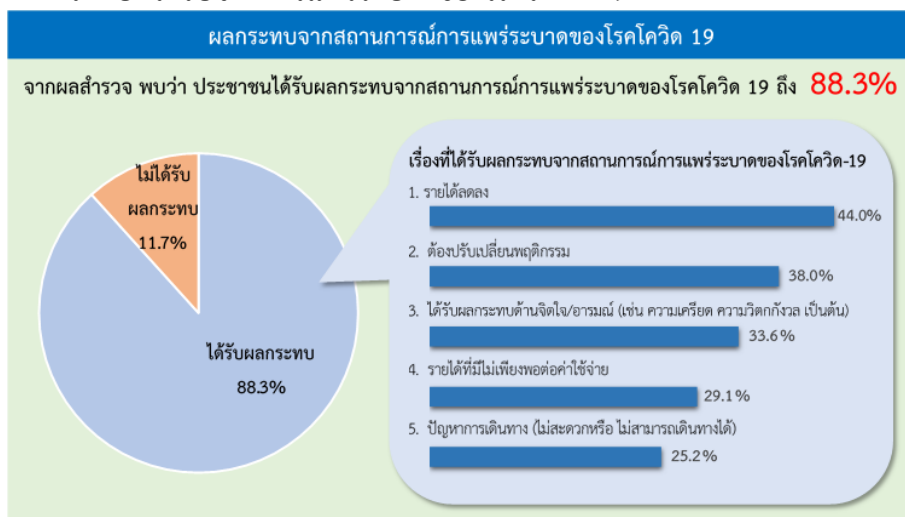 ผลกระทบจากสถานการณ์การแพร่ระบาดของโรคโควิด 19
จากผลสำรวจ พบว่า ประชาชนได้รับผลกระทบจากสถานการณ์การแพร่ระบาดของโรคโควิด 19 ถึง 88.3%
ไม่ได้รับ
ผลกระทบ
11.7%
ได้รับผลกระทบ
88.3%
เรื่องที่ได้รับผลกระทบจากสถานการณ์การแพร่ระบาดของโรคโควิด-19
1. รายได้ลดลง
44.0%
2. ต้องปรับเปลี่ยนพฤติกรรม
38.0%
3. ได้รับผลกระทบด้านจิตใจ/อารมณ์ (เช่น ความเครียด ความวิตกกังวล เป็นต้น)
33.6%
4. รายได้ที่มีไม่เพียงพอต่อค่าใช้จ่าย
29.1%
5. ปัญหาการเดินทาง (ไม่สะดวกหรือ ไม่สามารถเดินทางได้)
25.2%